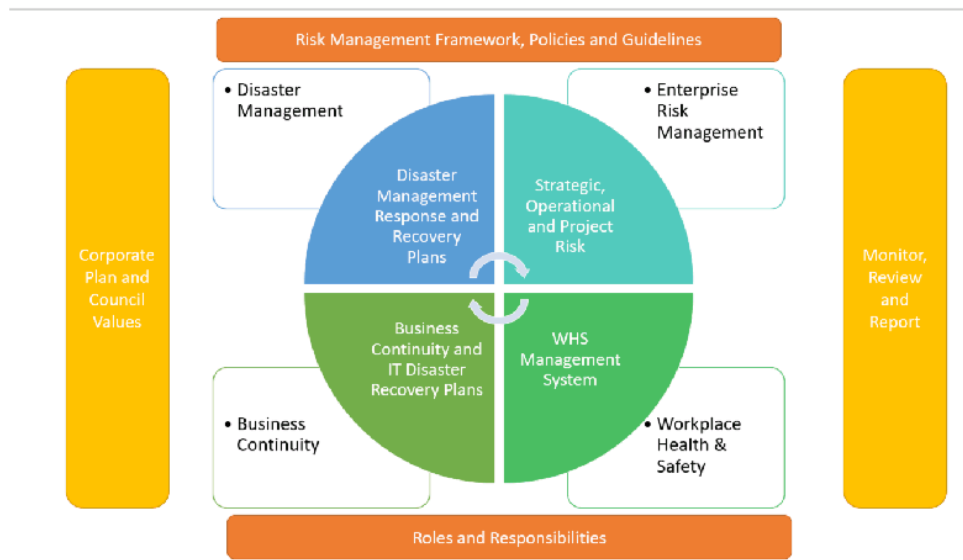 Risk Management Framework, Policies and Guidelines
• Disaster
Management
• Enterprise
Risk
Management
Disaster
Management
Response and
Recovery
Plans
Strategic,
Operational
and Project
Risk
Corporate
Plan and
Council
Values
Monitor,
Review
and
Report
Business
Continuity and
IT Disaster
Recovery Plans
WHS
Management
System
• Business
Continuity
• Workplace
Health &
Safety
Roles and Responsibilities